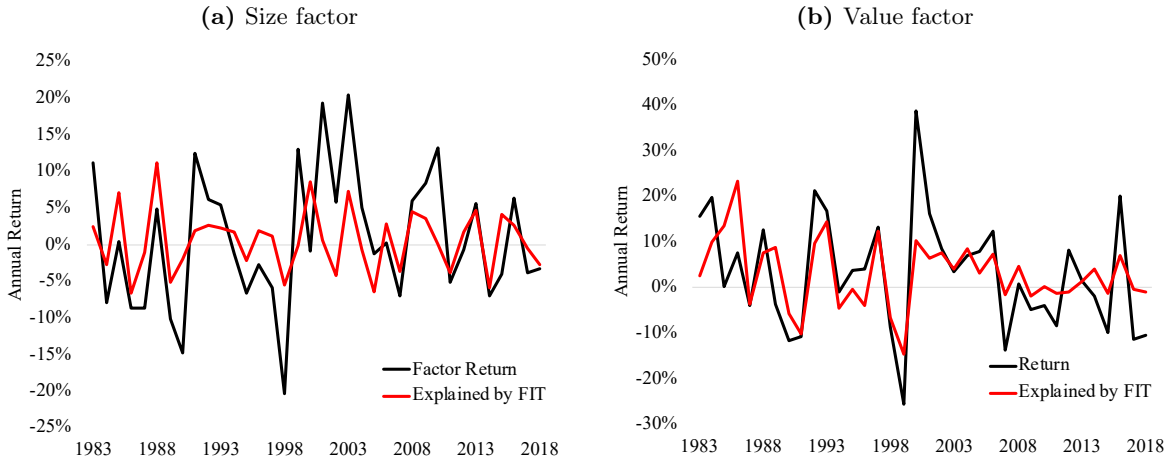 (a) Size factor
25%
20%
15%
10%
5%
0%
-5%
-10%
-15%
-20%
-25%
Annual Return
Factor Return
Explained by FIT
1983 1988 1993 1998 2003 2008 2013 2018
(b) Value factor
50%
40%
30%
20%
10%
0%
-10%
-20%
-30%
Annual Return
Return
Explained by FIT
1983 1988 1993 1998 2003 2008 2013 2018